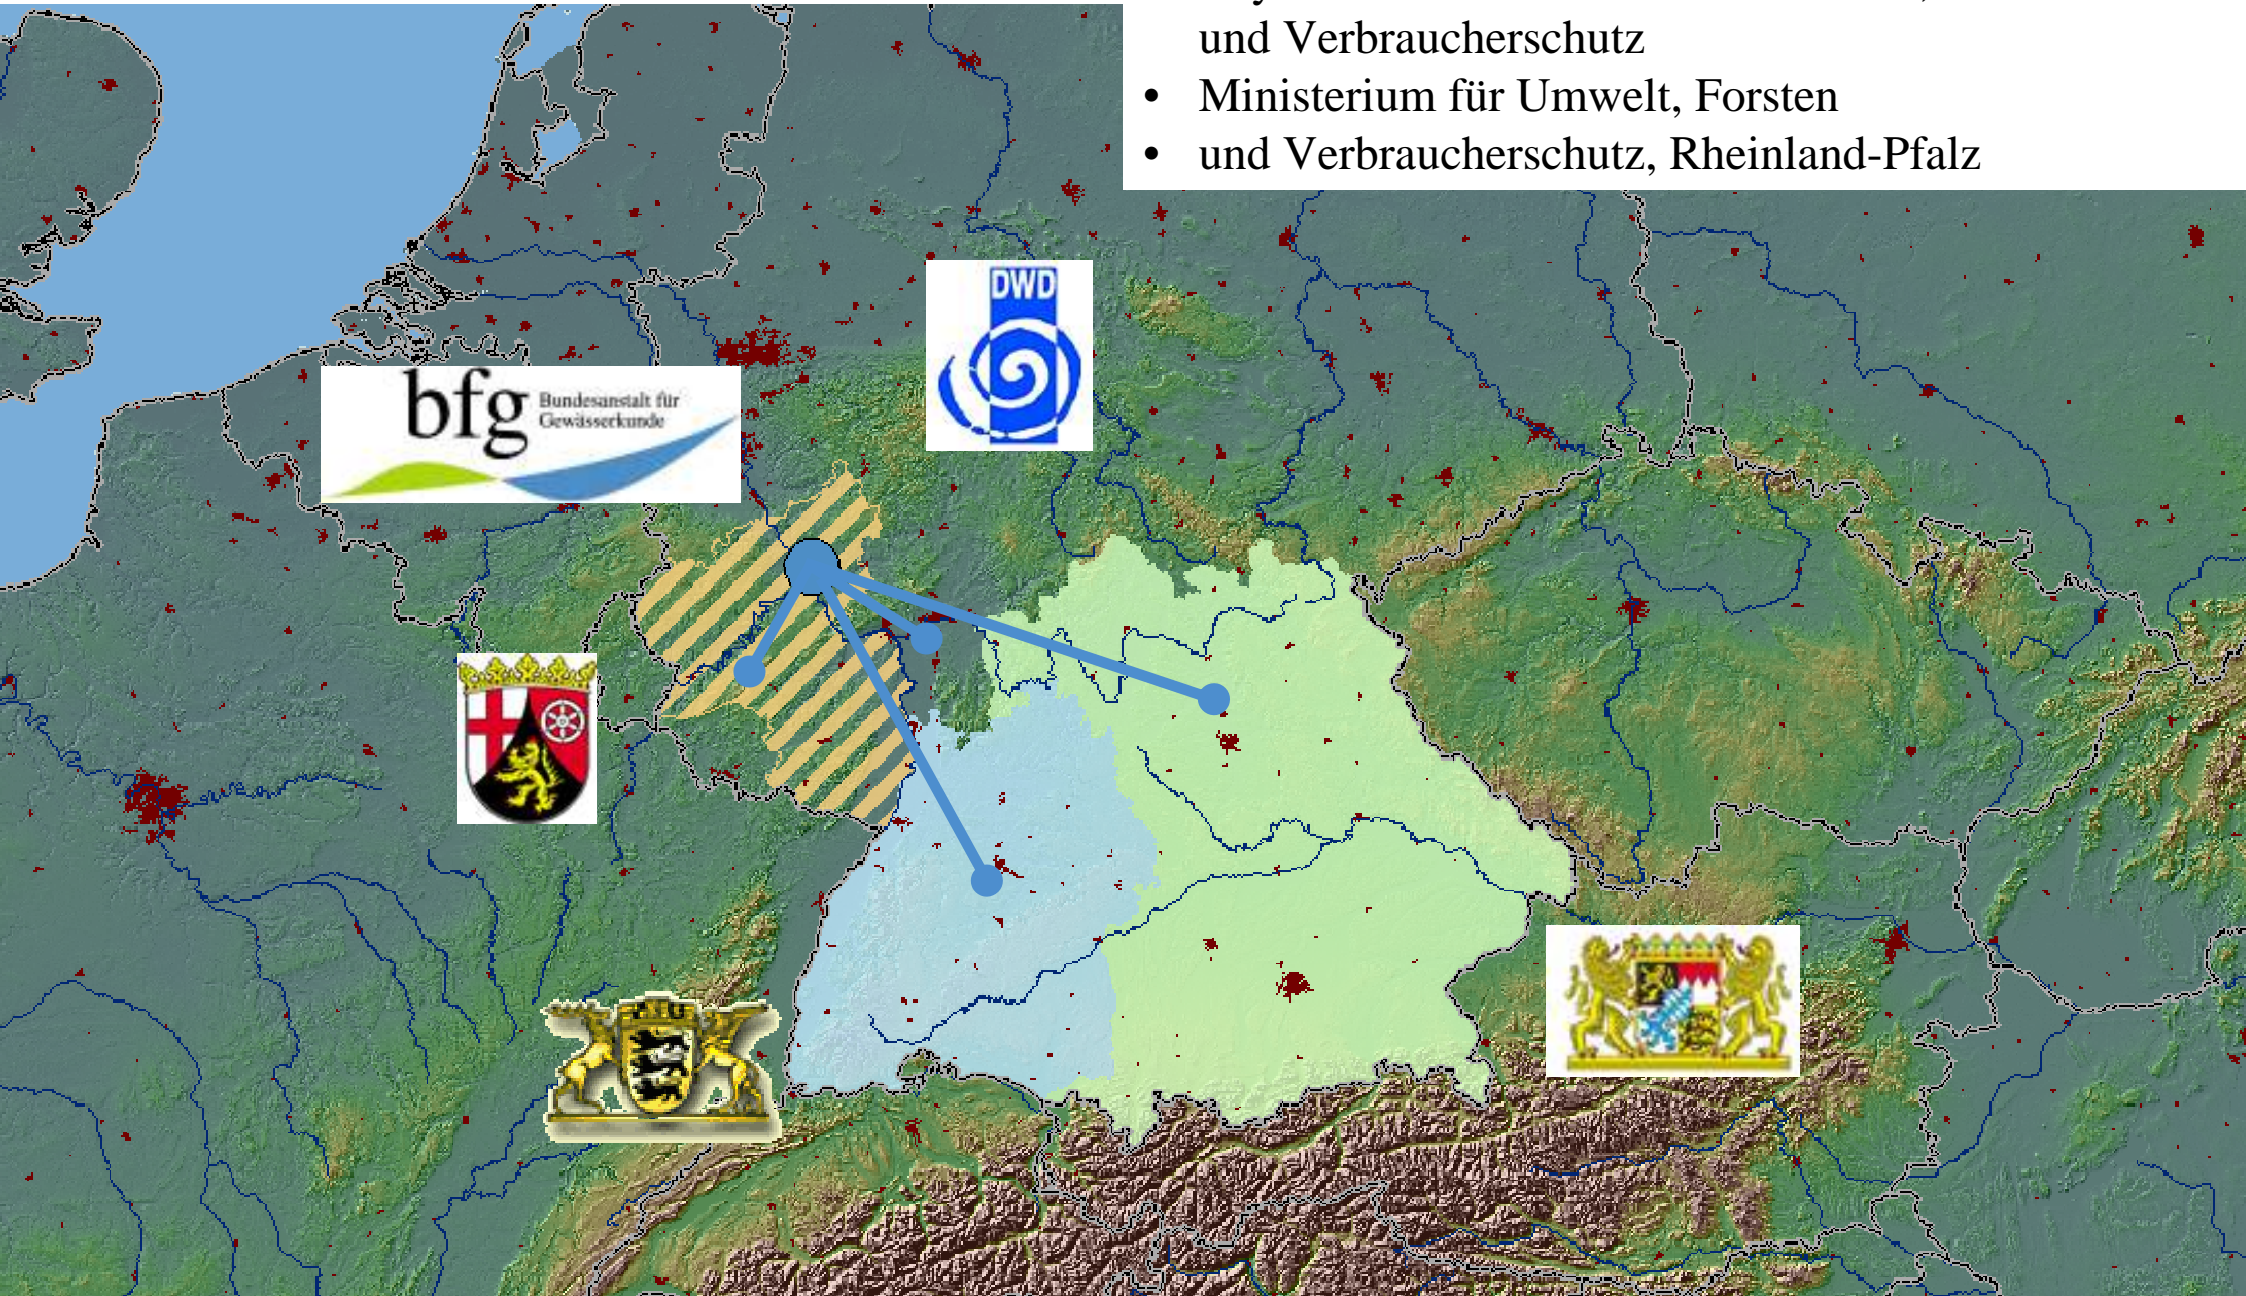 und Verbraucherschutz
• Ministerium für Umwelt, Forsten
• und Verbraucherschutz, Rheinland-Pfalz
DWD
bfg
Bundesanstalt für
Gewässerkunde